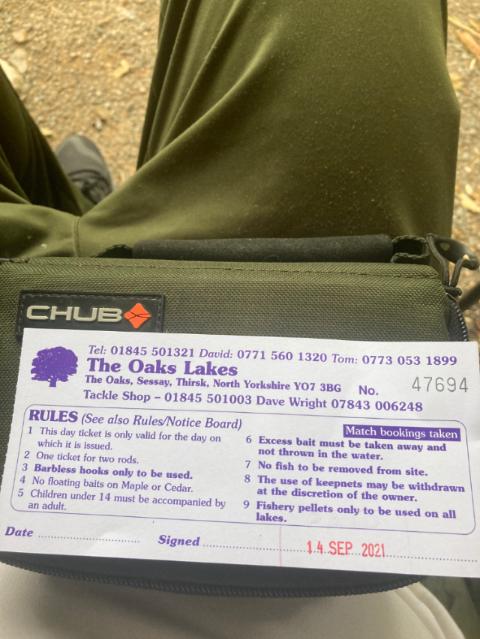 CHUB
Tel: 01845 501321 David: 0771 560 1320 Tom: 0773 053 1899
The Oaks Lakes
The Oaks, Sessay, Thirsk, North Yorkshire YO7 3BG No. 47694
Tackle Shop – 01845 501003 Dave Wright 07843 006248
RULES (See also Rules/Notice Board)
Match bookings taken
1 This day ticket is only valid for the day on
which it is issued.
2 One ticket for two rods.
3 Barbless hooks only to be used.
4 No floating baits on Maple or Cedar.
5 Children under 14 must be accompanied by
an adult.
6 Excess bait must be taken away and
not thrown in the water.
7 No fish to be removed from site.
8 The use of keepnets may be withdrawn
at the discretion of the owner.
9 Fishery pellets only to be used on all
lakes.
Date .................... Signed ....................
14 SEP 2021